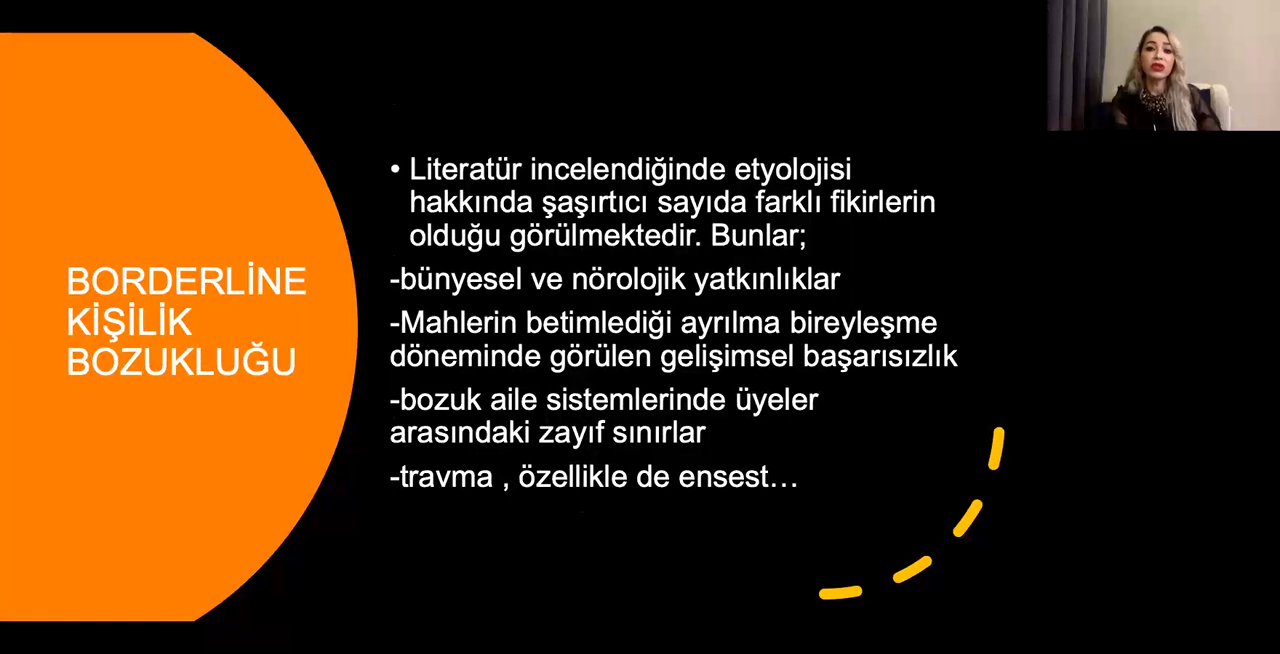 BORDERLİNE
KİŞİLİK
BOZUKLUĞU
• Literatür incelendiğinde etyolojisi
hakkında şaşırtıcı sayıda farklı fikirlerin
olduğu görülmektedir. Bunlar;
-bünyesel ve nörolojik yatkınlıklar
-Mahlerin betimlediği ayrılma bireyleşme
döneminde görülen gelişimsel başarısızlık
-bozuk aile sistemlerinde üyeler
arasındaki zayıf sınırlar
-travma , özellikle de ensest…